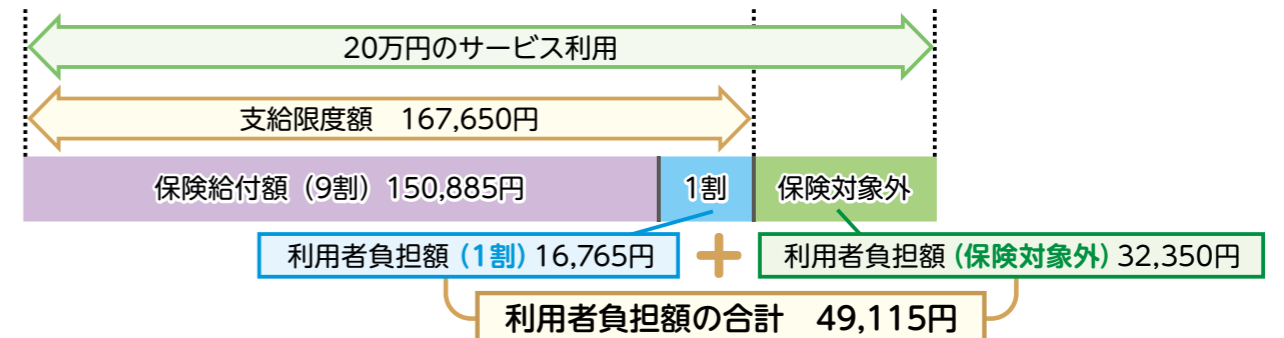 20万円のサービス利用
支給限度額　167,650円
保険給付額（9割）150,885円
1割
保険対象外
利用者負担額（1割）16,765円
＋
利用者負担額（保険対象外）32,350円
利用者負担額の合計　49,115円